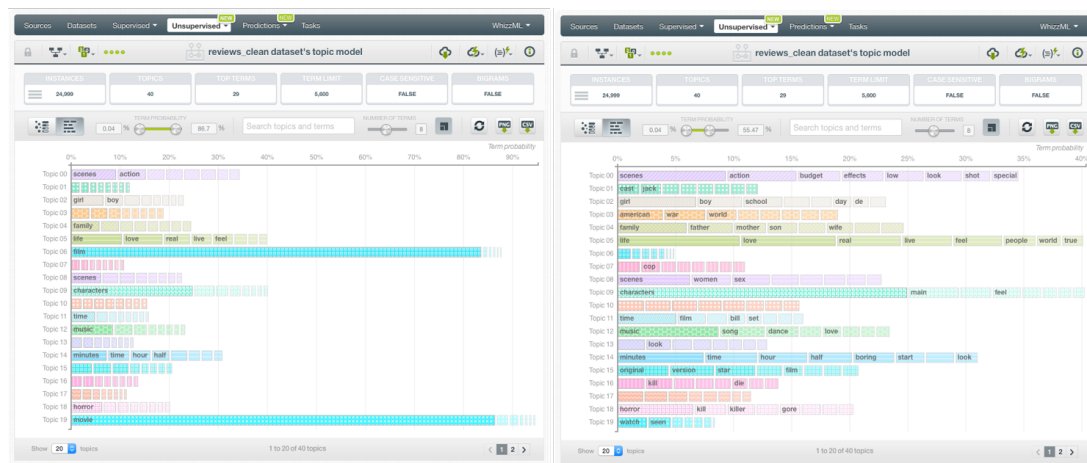 Sources Datasets Supervised Unsupervised NEW Predictions NEW Tasks WhizzML
reviews_clean dataset's topic model
INSTANCES TOPICS TOP TERMS TERM LIMIT CASE SENSITIVE BIGRAMS
24,999 40 29 5,600 FALSE FALSE
TERM PROBABILITY NUMBER OF TERMS
0.04 % 86.7 % Search topics and terms 8 PNG CSV
Term probability
0% 10% 20% 30% 40% 50% 60% 70% 80% 90%
Topic 00 scenes action
Topic 01
Topic 02 girl boy
Topic 03
Topic 04 family
Topic 05 life love real live feel
Topic 06 film
Topic 07
Topic 08 scenes
Topic 09 characters
Topic 10
Topic 11 time
Topic 12 music
Topic 13
Topic 14 minutes time hour half
Topic 15
Topic 16
Topic 17
Topic 18 horror
Topic 19 movie
Show 20 topics 1 to 20 of 40 topics 1 2
Sources Datasets Supervised Unsupervised NEW Predictions NEW Tasks WhizzML
reviews_clean dataset's topic model
INSTANCES TOPICS TOP TERMS TERM LIMIT CASE SENSITIVE BIGRAMS
24,999 40 29 5,600 FALSE FALSE
TERM PROBABILITY NUMBER OF TERMS
0.04 % 55.47 % Search topics and terms 8 PNG CSV
Term probability
0% 5% 10% 15% 20% 25% 30% 35% 40%
Topic 00 scenes action budget effects low look shot special
Topic 01 cast jack
Topic 02 girl boy school day de
Topic 03 american war world
Topic 04 family father mother son wife
Topic 05 life love real live feel people world true
Topic 06
Topic 07 cop
Topic 08 scenes women sex
Topic 09 characters main feel
Topic 10
Topic 11 time film bill set
Topic 12 music song dance love
Topic 13 look
Topic 14 minutes time hour half boring start look
Topic 15 original version star film
Topic 16 kill die
Topic 17
Topic 18 horror kill killer gore
Topic 19 watch seen
Show 20 topics 1 to 20 of 40 topics 1 2